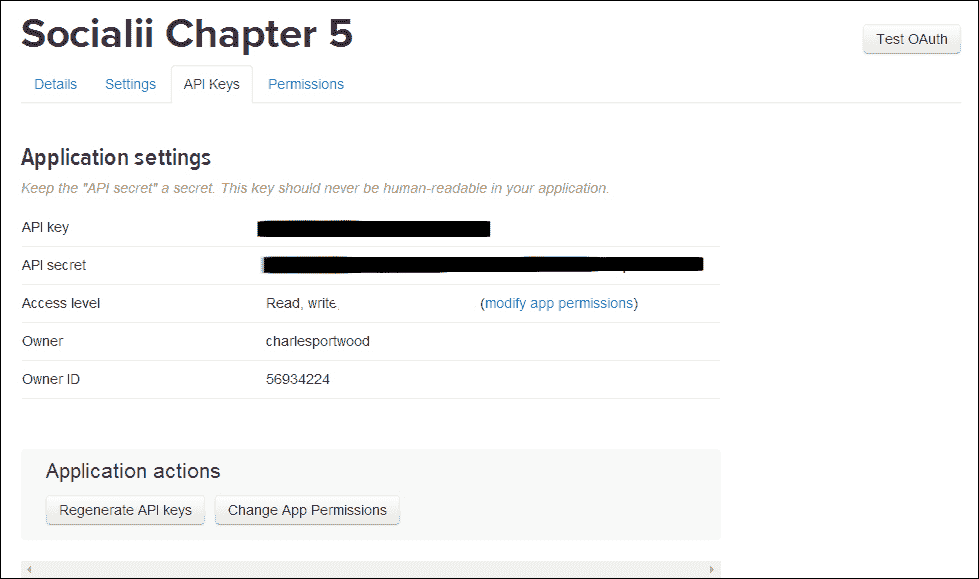 Socialii Chapter 5
Test OAuth
Details Settings API Keys Permissions
Application settings
Keep the "API secret" a secret. This key should never be human-readable in your application.
API key
API secret
Access level Read, write (modify app permissions)
Owner charlesportwood
Owner ID 56934224
Application actions
Regenerate API keys Change App Permissions